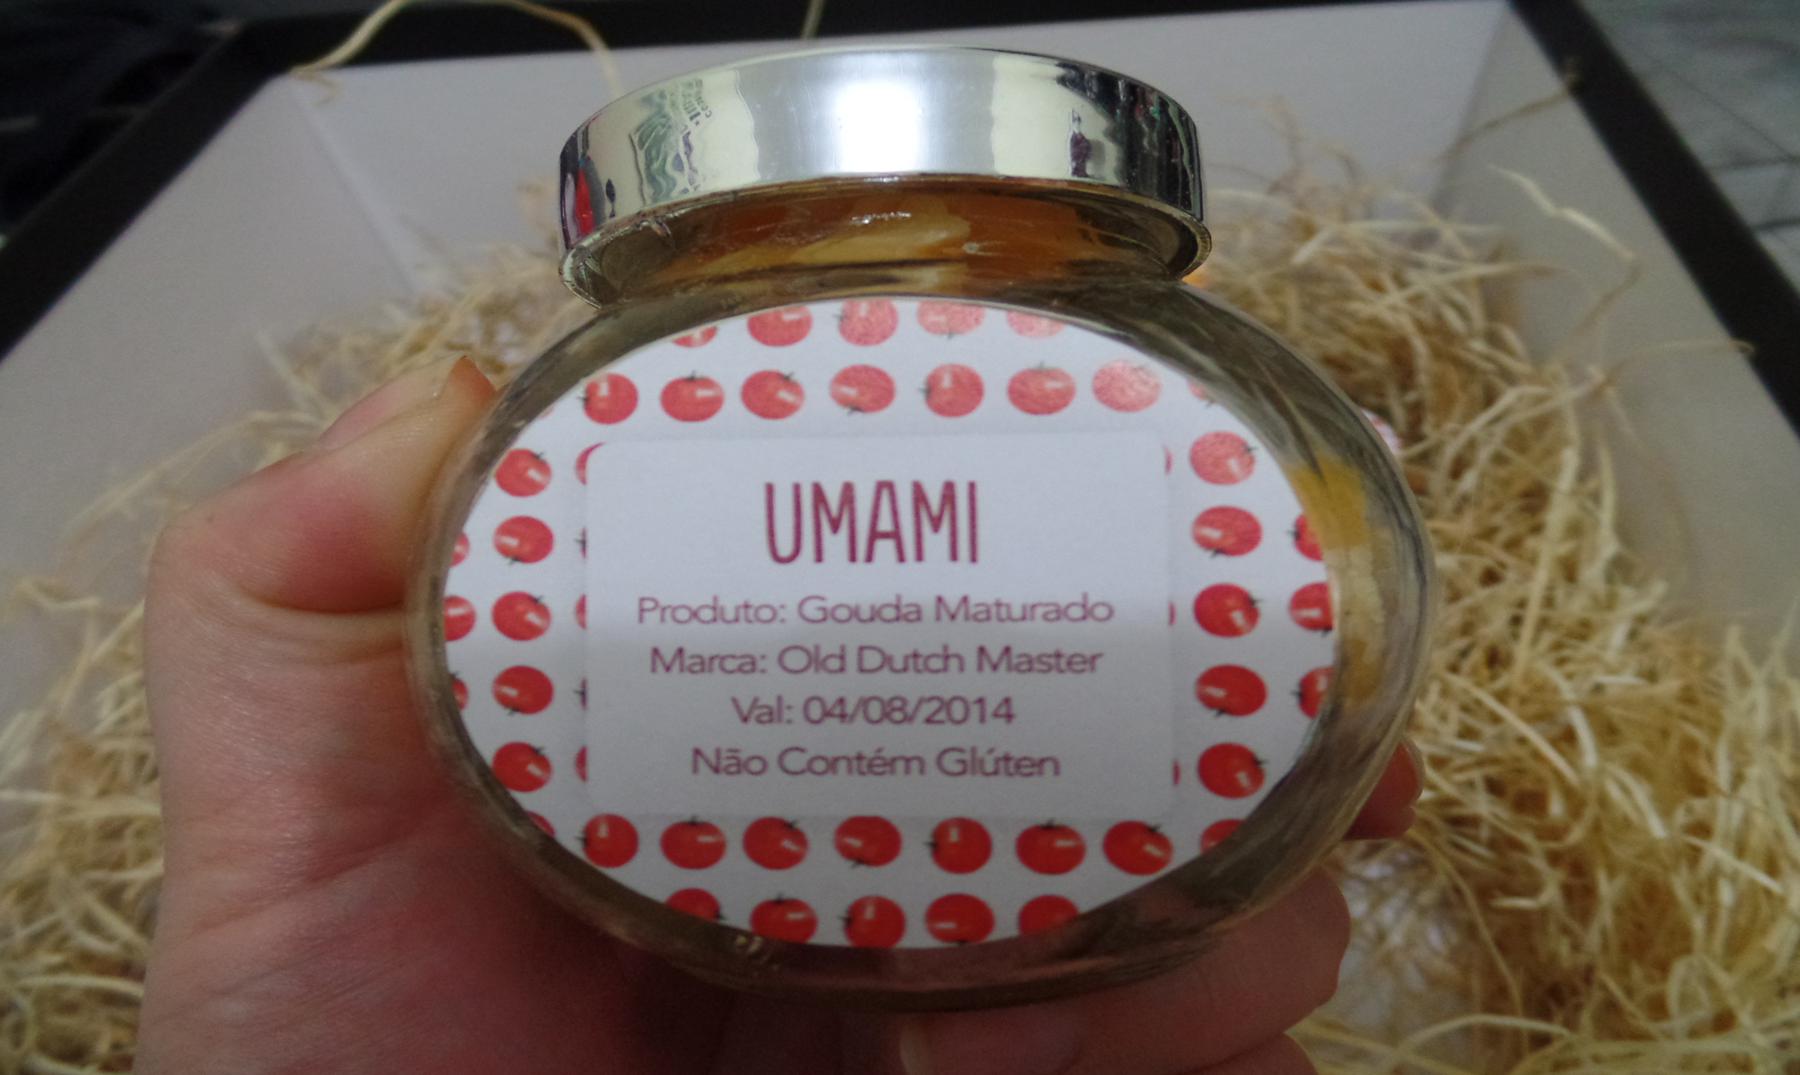 UMAMI
Produto: Gouda Maturado
Marca: Old Dutch Master
Val: 04/08/2014
Não Contém Glúten